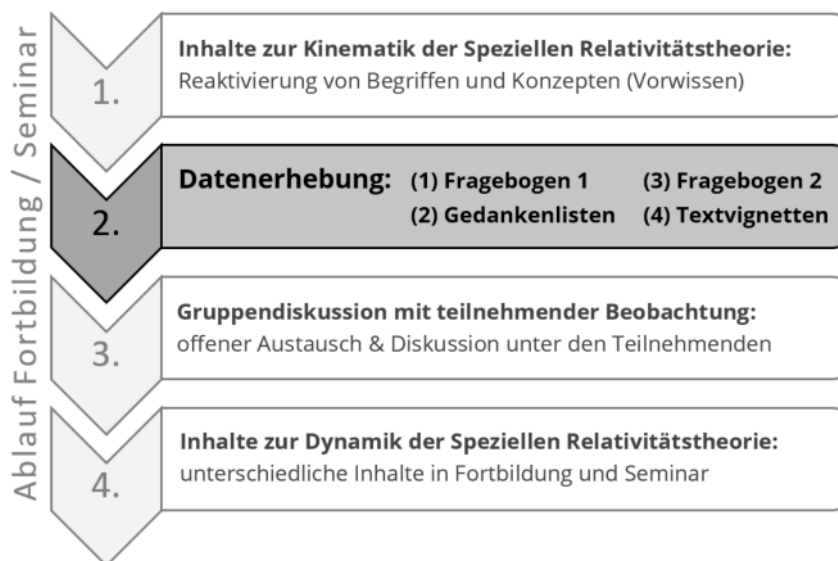 Ablauf Fortbildung / Seminar
1.
Inhalte zur Kinematik der Speziellen Relativitätstheorie:
Reaktivierung von Begriffen und Konzepten (Vorwissen)
2.
Datenerhebung: (1) Fragebogen 1 (3) Fragebogen 2
(2) Gedankenlisten (4) Textvignetten
3.
Gruppendiskussion mit teilnehmender Beobachtung:
offener Austausch & Diskussion unter den Teilnehmenden
4.
Inhalte zur Dynamik der Speziellen Relativitätstheorie:
unterschiedliche Inhalte in Fortbildung und Seminar